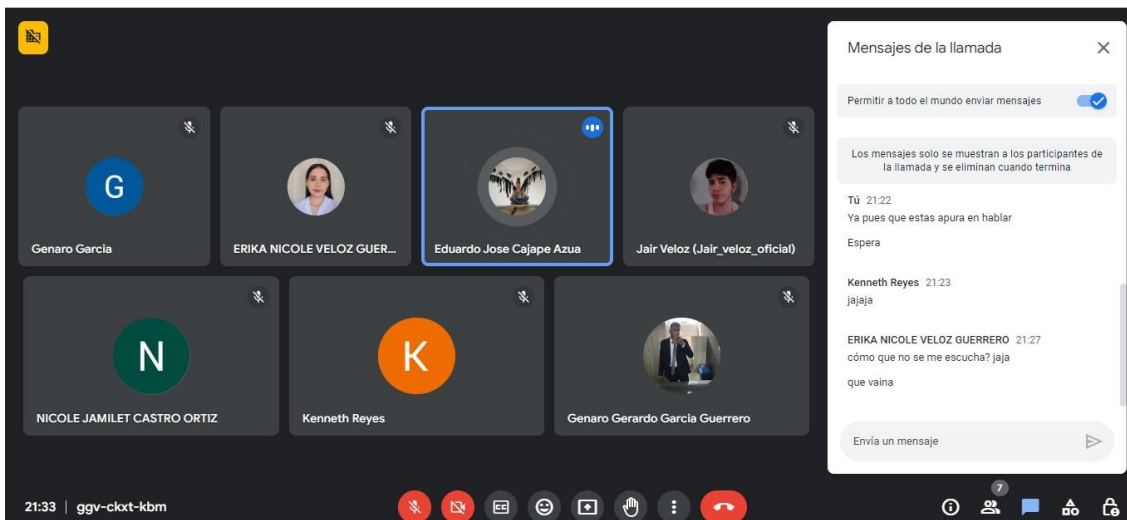 Mensajes de la llamada
Permitir a todo el mundo enviar mensajes
Los mensajes solo se muestran a los participantes de
la llamada y se eliminan cuando termina
Tú 21:22
Ya pues que estas apura en hablar
Espera
Kenneth Reyes 21:23
jajaja
ERIKA NICOLE VELOZ GUERRERO 21:27
cómo que no se me escucha? jaja
que vaina
Envía un mensaje
G
Genaro Garcia
ERIKA NICOLE VELOZ GUER...
Eduardo Jose Cajape Azua
Jair Veloz (Jair_veloz_oficial)
N
NICOLE JAMILET CASTRO ORTIZ
K
Kenneth Reyes
Genaro Gerardo Garcia Guerrero
21:33 | ggv-ckxt-kbm
CC
7